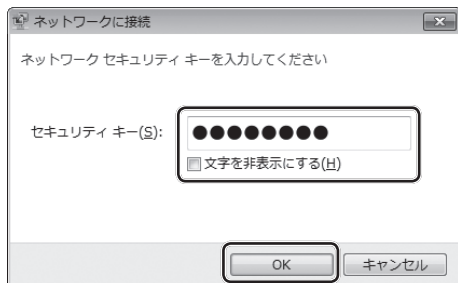 ネットワークに接続
ネットワーク セキュリティ キーを入力してください
セキュリティ キー(S): ●●●●●●●●
文字を非表示にする(H)
OK キャンセル